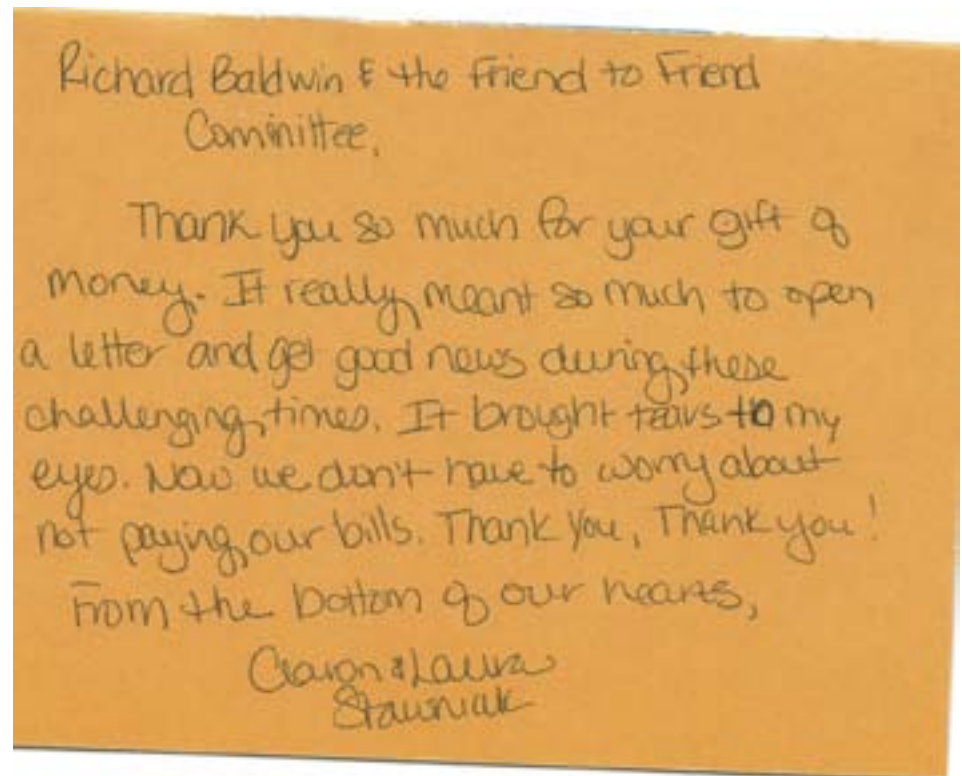 Richard Baldwin & the Friend to Friend
Committee,
Thank you so much for your gift of
money. It really meant so much to open
a letter and get good news during these
challenging times. It brought tears to my
eyes. Now we don't have to worry about
not paying our bills. Thank you, Thank you!
From the bottom of our hearts,
& Laura